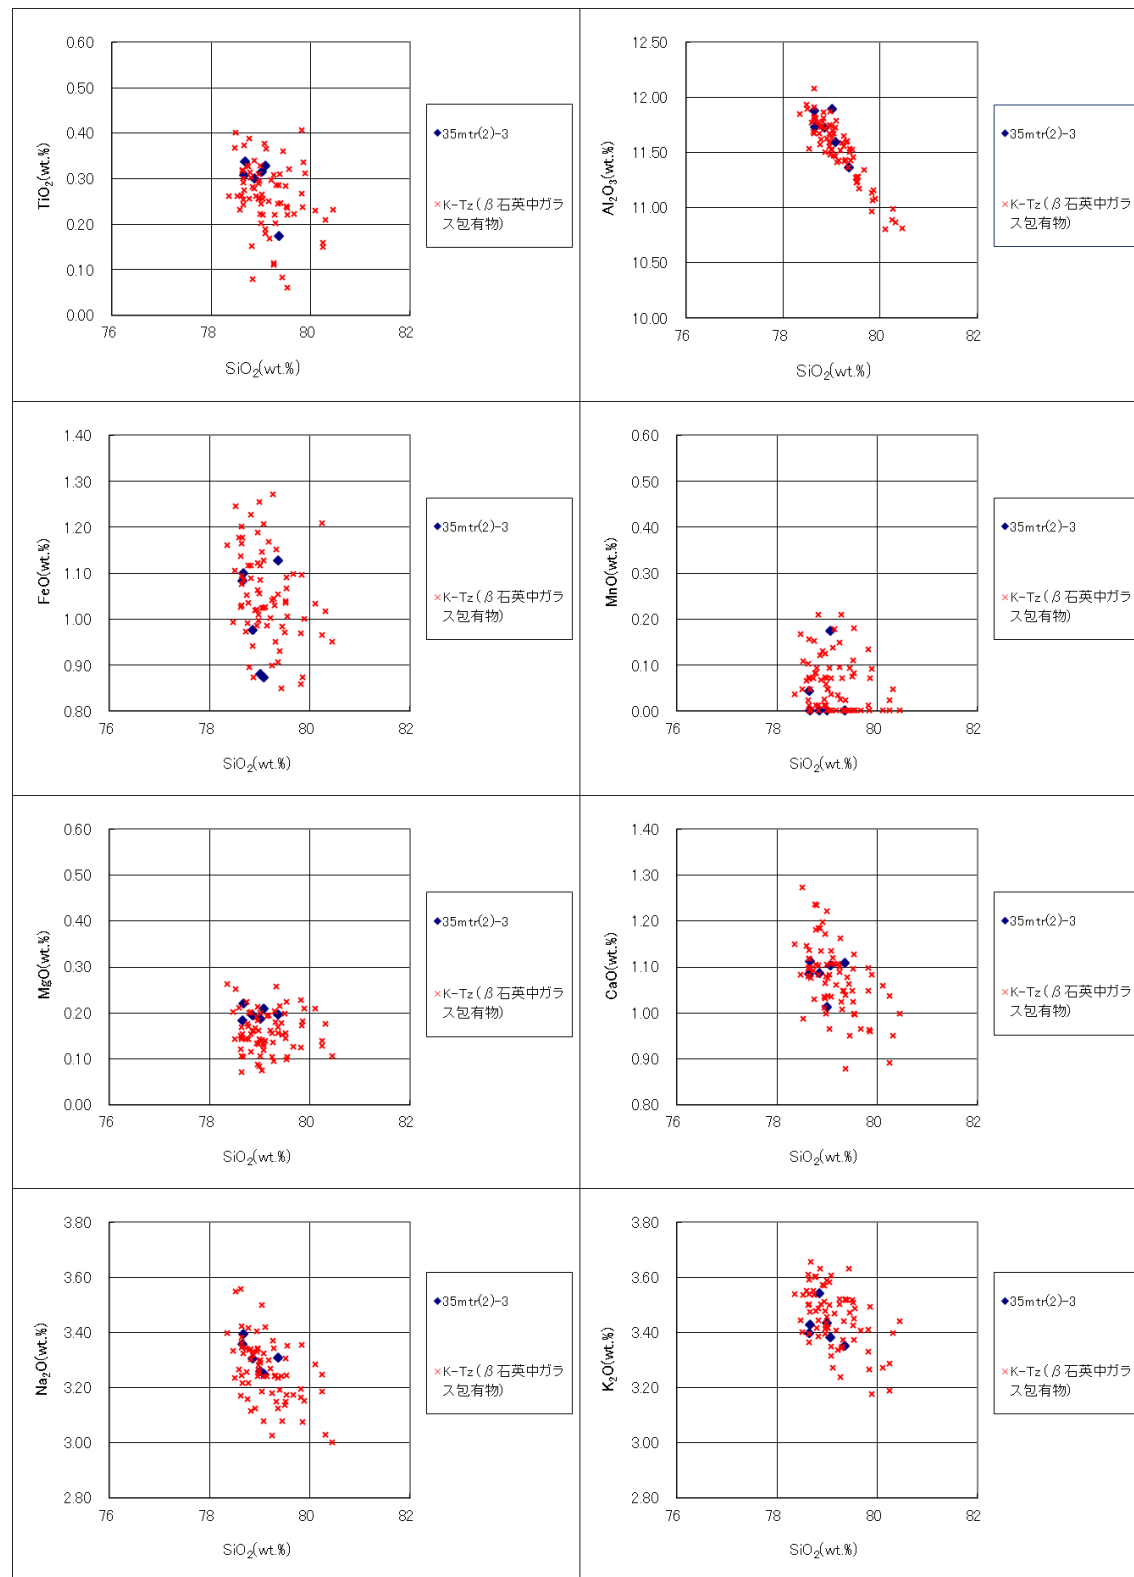 0.60
0.50
0.40
0.30
0.20
0.10
0.00
TiO2(wt.%)
76
78
80
82
SiO2(wt.%)
◆35mtr(2)-3
×K-Tz(β石英中ガラ
ス包有物)
12.50
12.00
11.50
11.00
10.50
10.00
Al2O3(wt.%)
76
78
80
82
SiO2(wt.%)
◆35mtr(2)-3
×K-Tz(β石英中ガラ
ス包有物)
1.40
1.30
1.20
1.10
1.00
0.90
0.80
FeO(wt.%)
76
78
80
82
SiO2(wt.%)
◆35mtr(2)-3
×K-Tz(β石英中ガラ
ス包有物)
0.60
0.50
0.40
0.30
0.20
0.10
0.00
MnO(wt.%)
76
78
80
82
SiO2(wt.%)
◆35mtr(2)-3
×K-Tz(β石英中ガラ
ス包有物)
0.60
0.50
0.40
0.30
0.20
0.10
0.00
MgO(wt.%)
76
78
80
82
SiO2(wt.%)
◆35mtr(2)-3
×K-Tz(β石英中ガラ
ス包有物)
1.40
1.30
1.20
1.10
1.00
0.90
0.80
CaO(wt.%)
76
78
80
82
SiO2(wt.%)
◆35mtr(2)-3
×K-Tz(β石英中ガラ
ス包有物)
3.80
3.60
3.40
3.20
3.00
2.80
Na2O(wt.%)
76
78
80
82
SiO2(wt.%)
◆35mtr(2)-3
×K-Tz(β石英中ガラ
ス包有物)
3.80
3.60
3.40
3.20
3.00
2.80
K2O(wt.%)
76
78
80
82
SiO2(wt.%)
◆35mtr(2)-3
×K-Tz(β石英中ガラ
ス包有物)